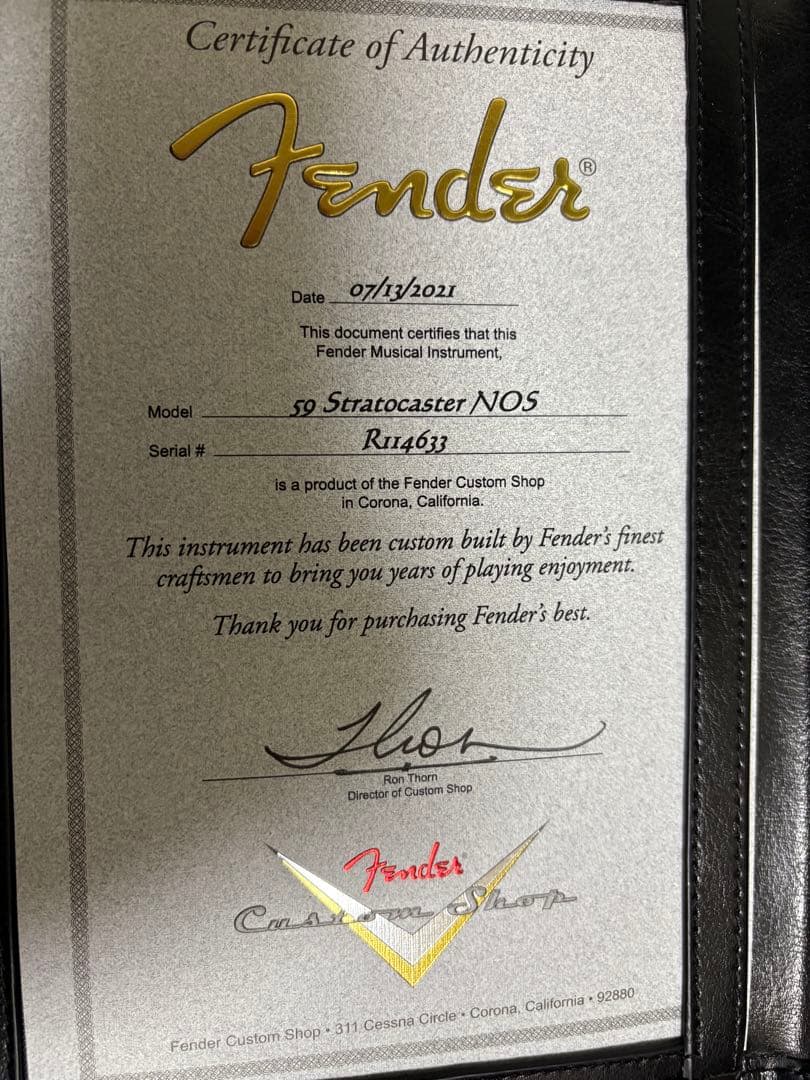 Certificate of Authenticity
Fender®
Date 07/13/2021
This document certifies that this
Fender Musical Instrument,
Model 59 Stratocaster NOS
Serial # R114633
is a product of the Fender Custom Shop
in Corona, California.
This instrument has been custom built by Fender's finest
craftsmen to bring you years of playing enjoyment.
Thank you for purchasing Fender's best.
Thorn
Ron Thorn
Director of Custom Shop
Fender
Custom Shop
Fender Custom Shop • 311 Cessna Circle • Corona, California • 92880